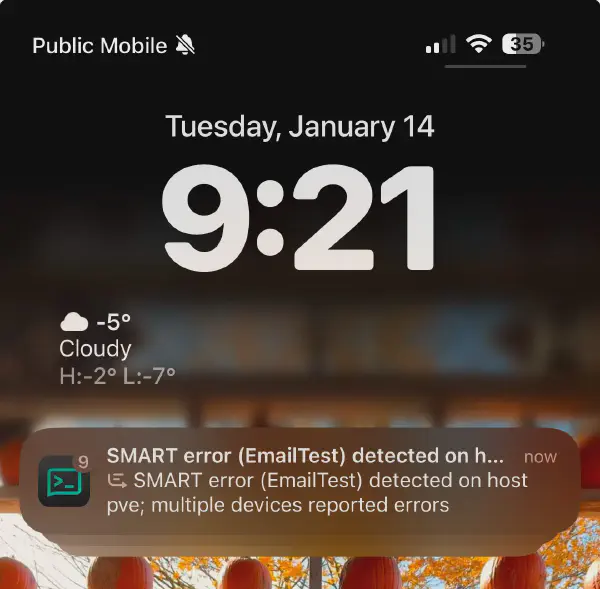 Public Mobile
35
Tuesday, January 14
9:21
-5°
Cloudy
H:-2° L:-7°
9
SMART error (EmailTest) detected on h... now
SMART error (EmailTest) detected on host
pve; multiple devices reported errors